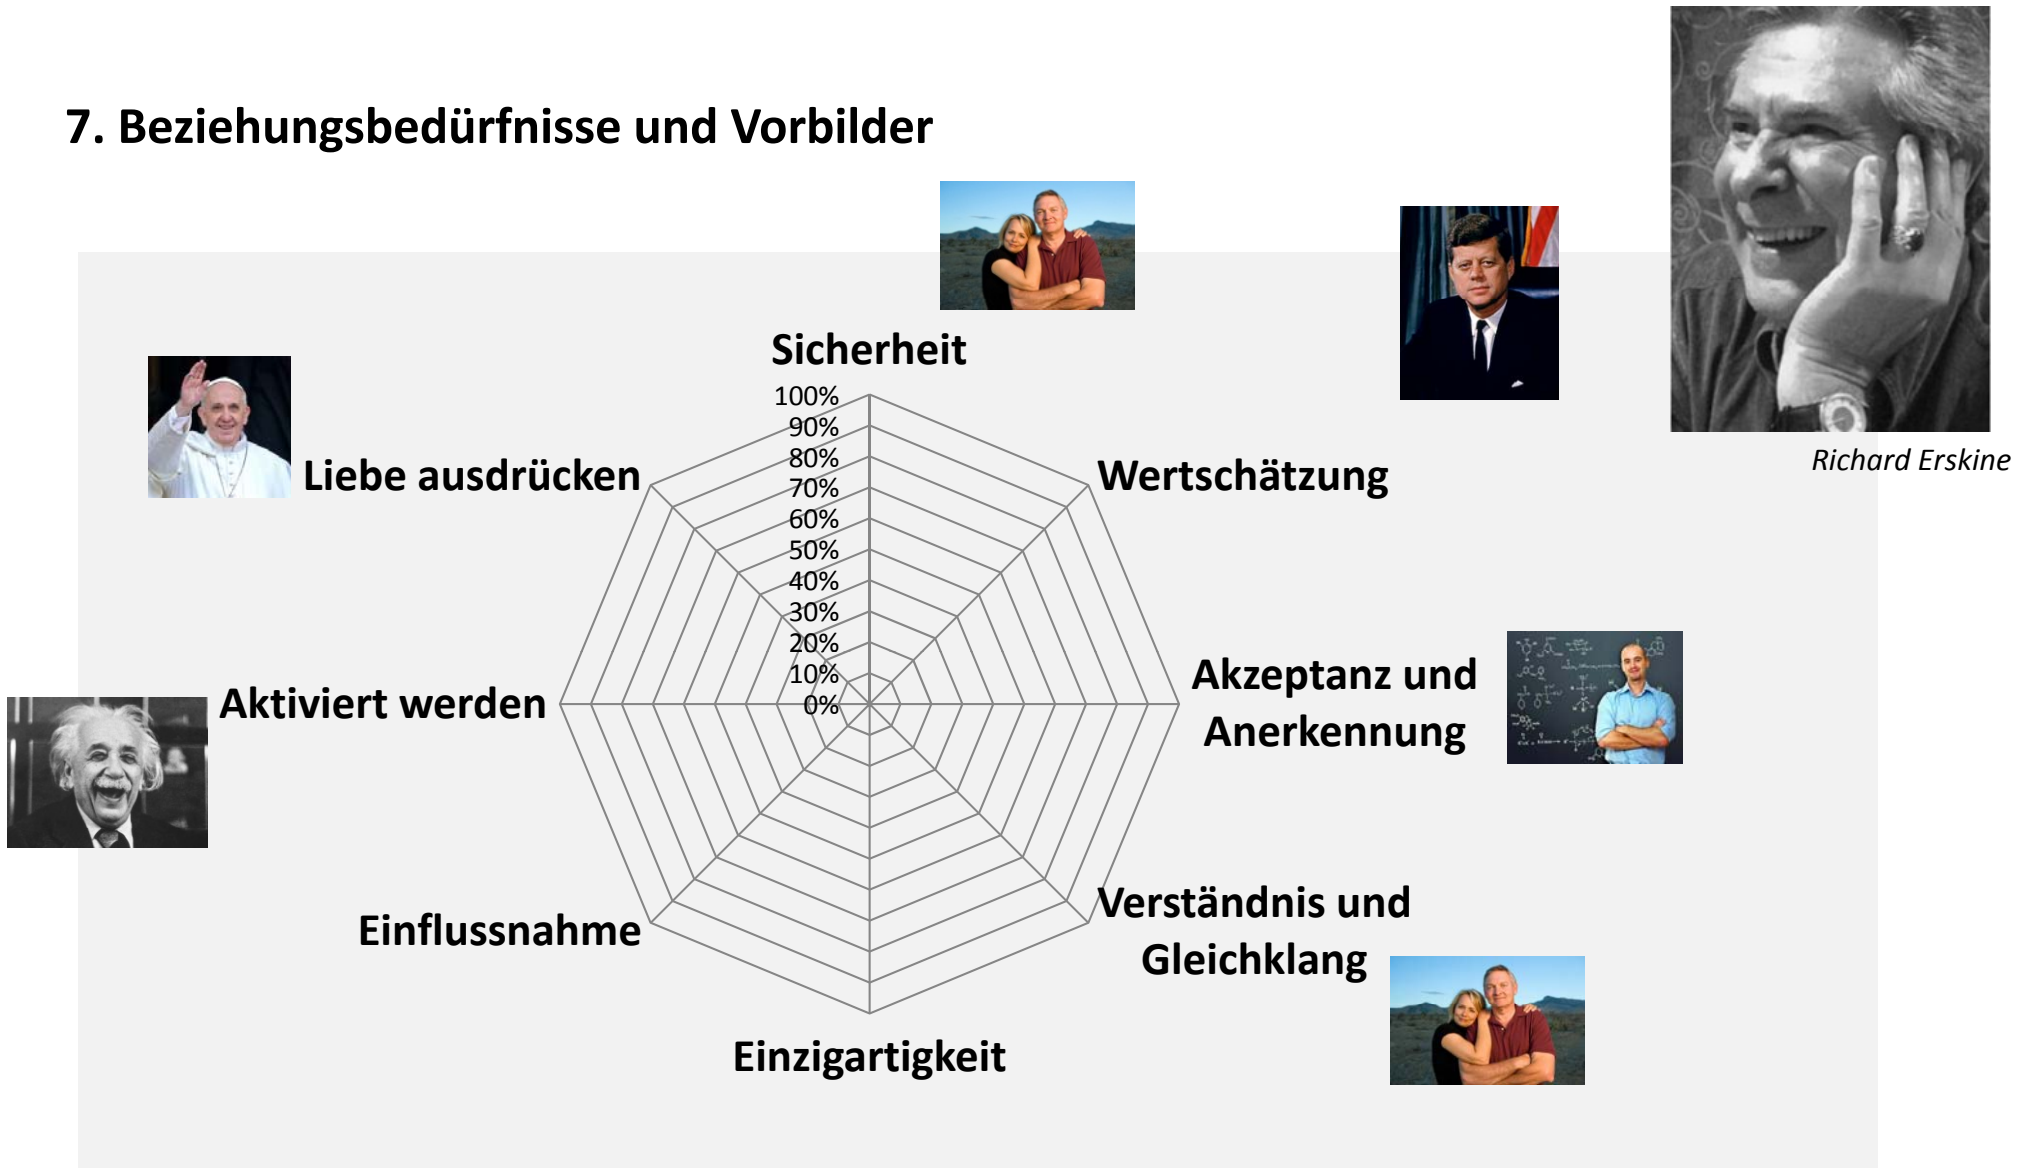 7. Beziehungsbedürfnisse und Vorbilder
Richard Erskine
Sicherheit
100%
90%
80%
70%
60%
50%
40%
30%
20%
10%
0%
Wertschätzung
Akzeptanz und
Anerkennung
Verständnis und
Gleichklang
Einzigartigkeit
Einflussnahme
Aktiviert werden
Liebe ausdrücken